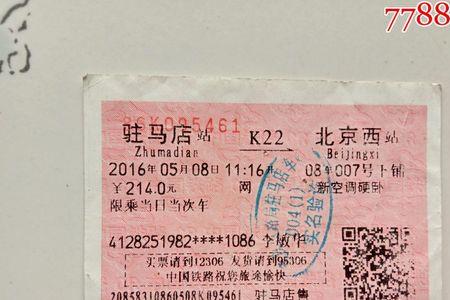 7788
86K095461
驻马店站 K22 北京西站
Zhumadian Beijingxi
2016年05月08日11:16开 08车007号下铺
￥214.0元 网 新空调硬卧
限乘当日当次车
4128251982****1086 李敏华
买票请到12306 发货请到95306
中国铁路祝您旅途愉快
驻马店售